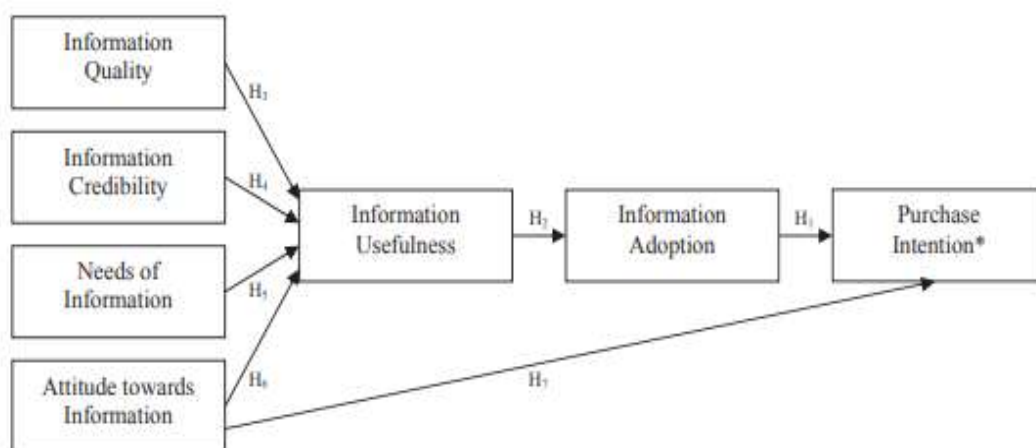 Information
Quality
H₃
Information
Credibility
H₄
Information
Usefulness
H₂
Information
Adoption
H₁
Purchase
Intention*
Needs of
Information
H₅
Attitude towards
Information
H₆
H₇